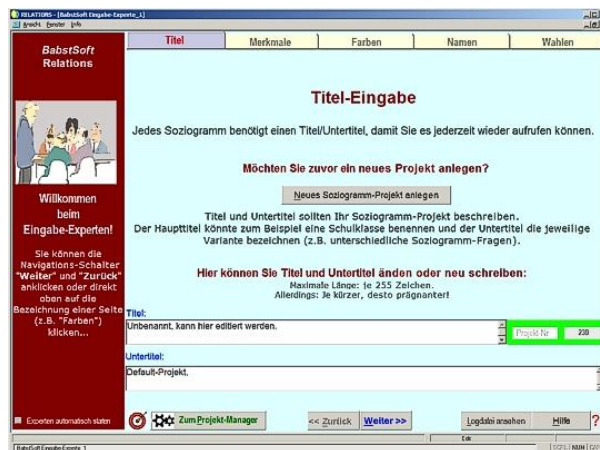 RELATIONS - [BabstSoft Eingabe-Experte_1]
Ansicht Fenster Info
BabstSoft
Relations
Willkommen
beim
Eingabe-Experten!
Sie können die
Navigations-Schalter
"Weiter" und "Zurück"
anklicken oder direkt
oben auf die
Bezeichnung einer Seite
(z.B. "Farben")
klicken...
Experten automatisch starten
Titel Merkmale Farben Namen Wahlen
Titel-Eingabe
Jedes Soziogramm benötigt einen Titel/Untertitel, damit Sie es jederzeit wieder aufrufen können.
Möchten Sie zuvor ein neues Projekt anlegen?
Neues Soziogramm-Projekt anlegen
Titel und Untertitel sollten Ihr Soziogramm-Projekt beschreiben.
Der Haupttitel könnte zum Beispiel eine Schulklasse benennen und der Untertitel die jeweilige
Variante bezeichnen (z.B. unterschiedliche Soziogramm-Fragen).
Hier können Sie Titel und Untertitel änden oder neu schreiben:
Maximale Länge: je 255 Zeichen.
Allerdings: Je kürzer, desto prägnanter!
Titel:
Unbenannt, kann hier editiert werden.
Projekt Nr 230
Untertitel:
Default-Projekt.
Zum Projekt-Manager << Zurück Weiter >> Logdatei ansehen Hilfe ?
BabstSoft Eingabe-Experte_1
NUM